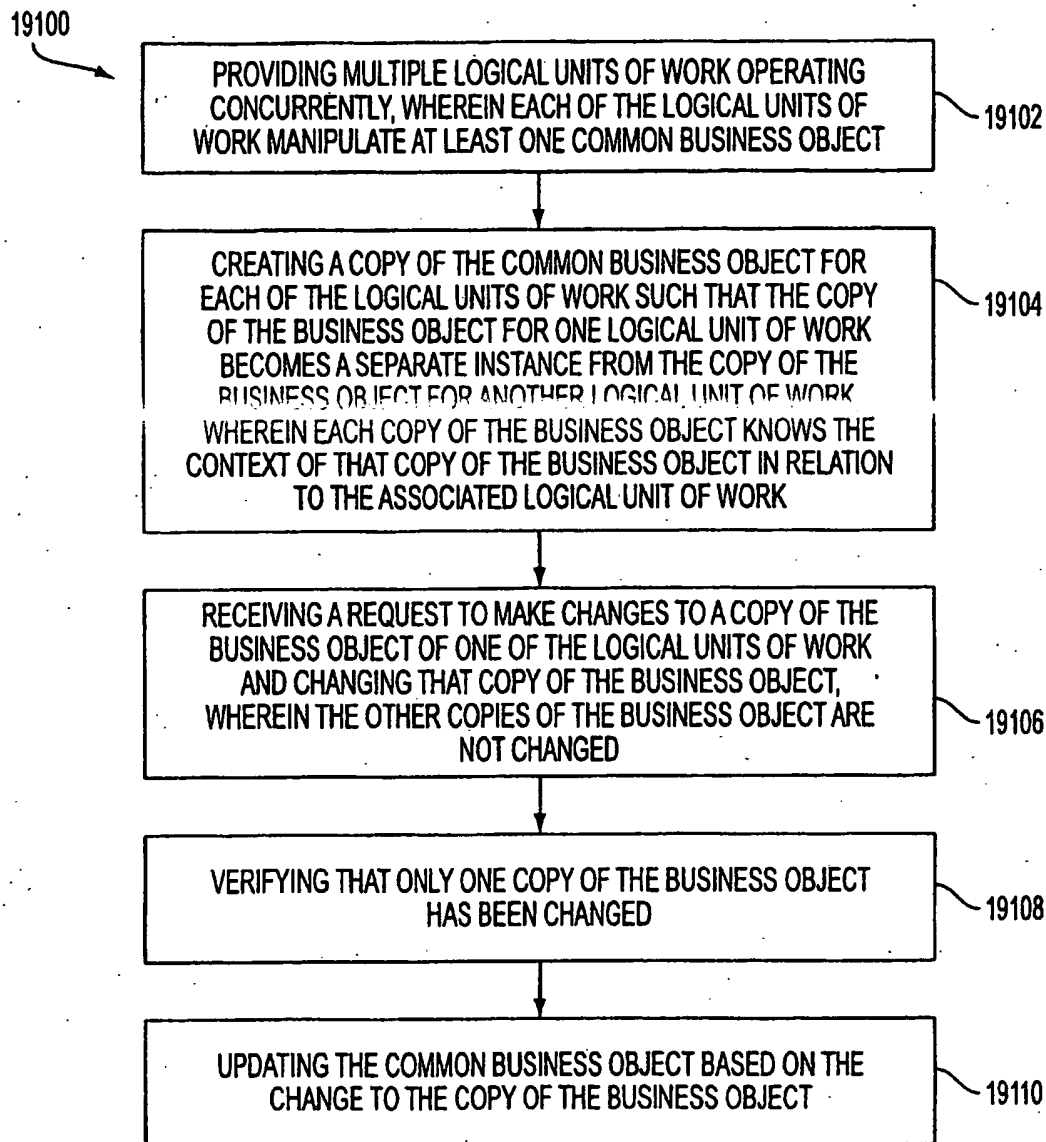 19100
PROVIDING MULTIPLE LOGICAL UNITS OF WORK OPERATING
CONCURRENTLY, WHEREIN EACH OF THE LOGICAL UNITS OF
WORK MANIPULATE AT LEAST ONE COMMON BUSINESS OBJECT
19102
CREATING A COPY OF THE COMMON BUSINESS OBJECT FOR
EACH OF THE LOGICAL UNITS OF WORK SUCH THAT THE COPY
OF THE BUSINESS OBJECT FOR ONE LOGICAL UNIT OF WORK
BECOMES A SEPARATE INSTANCE FROM THE COPY OF THE
BUSINESS OBJECT FOR ANOTHER LOGICAL UNIT OF WORK
WHEREIN EACH COPY OF THE BUSINESS OBJECT KNOWS THE
CONTEXT OF THAT COPY OF THE BUSINESS OBJECT IN RELATION
TO THE ASSOCIATED LOGICAL UNIT OF WORK
19104
RECEIVING A REQUEST TO MAKE CHANGES TO A COPY OF THE
BUSINESS OBJECT OF ONE OF THE LOGICAL UNITS OF WORK
AND CHANGING THAT COPY OF THE BUSINESS OBJECT,
WHEREIN THE OTHER COPIES OF THE BUSINESS OBJECT ARE
NOT CHANGED
19106
VERIFYING THAT ONLY ONE COPY OF THE BUSINESS OBJECT
HAS BEEN CHANGED
19108
UPDATING THE COMMON BUSINESS OBJECT BASED ON THE
CHANGE TO THE COPY OF THE BUSINESS OBJECT
19110